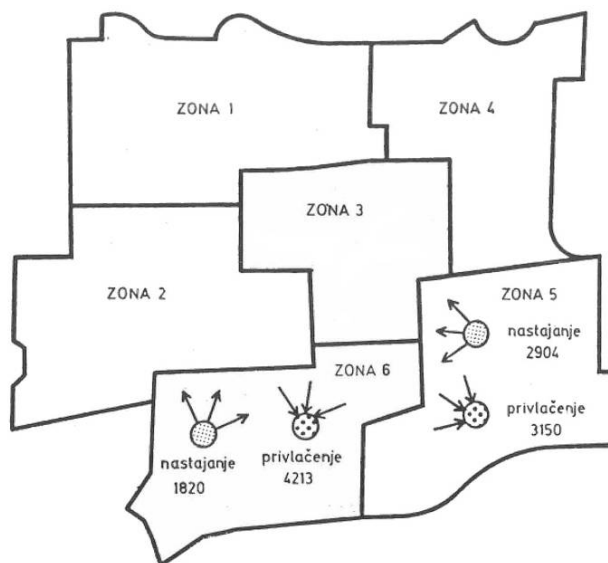 ZONA 1
ZONA 4
ZONA 3
ZONA 2
ZONA 5
nastajanje
2904
ZONA 6
privlačenje
3150
nastajanje
1820
privlačenje
4213